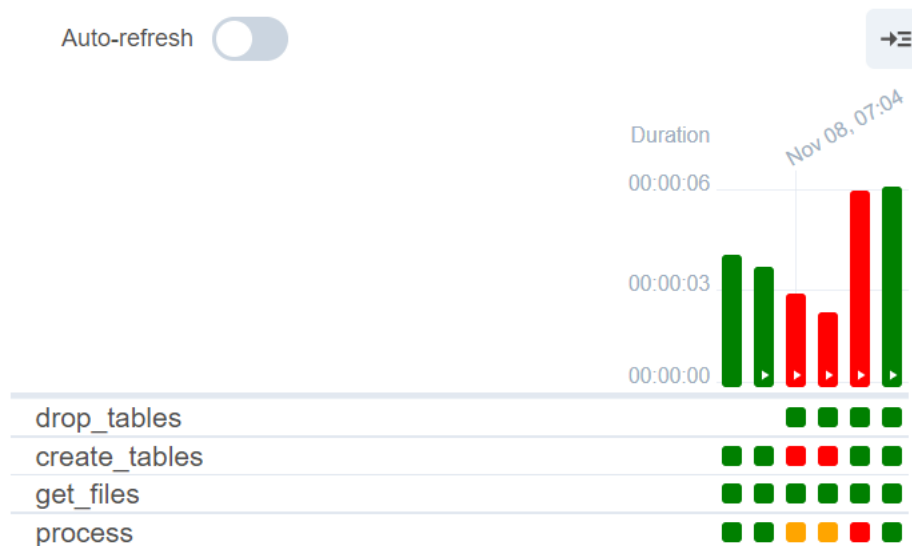 Auto-refresh
Nov 08, 07:04
Duration
00:00:06
00:00:03
00:00:00
drop_tables
create_tables
get_files
process